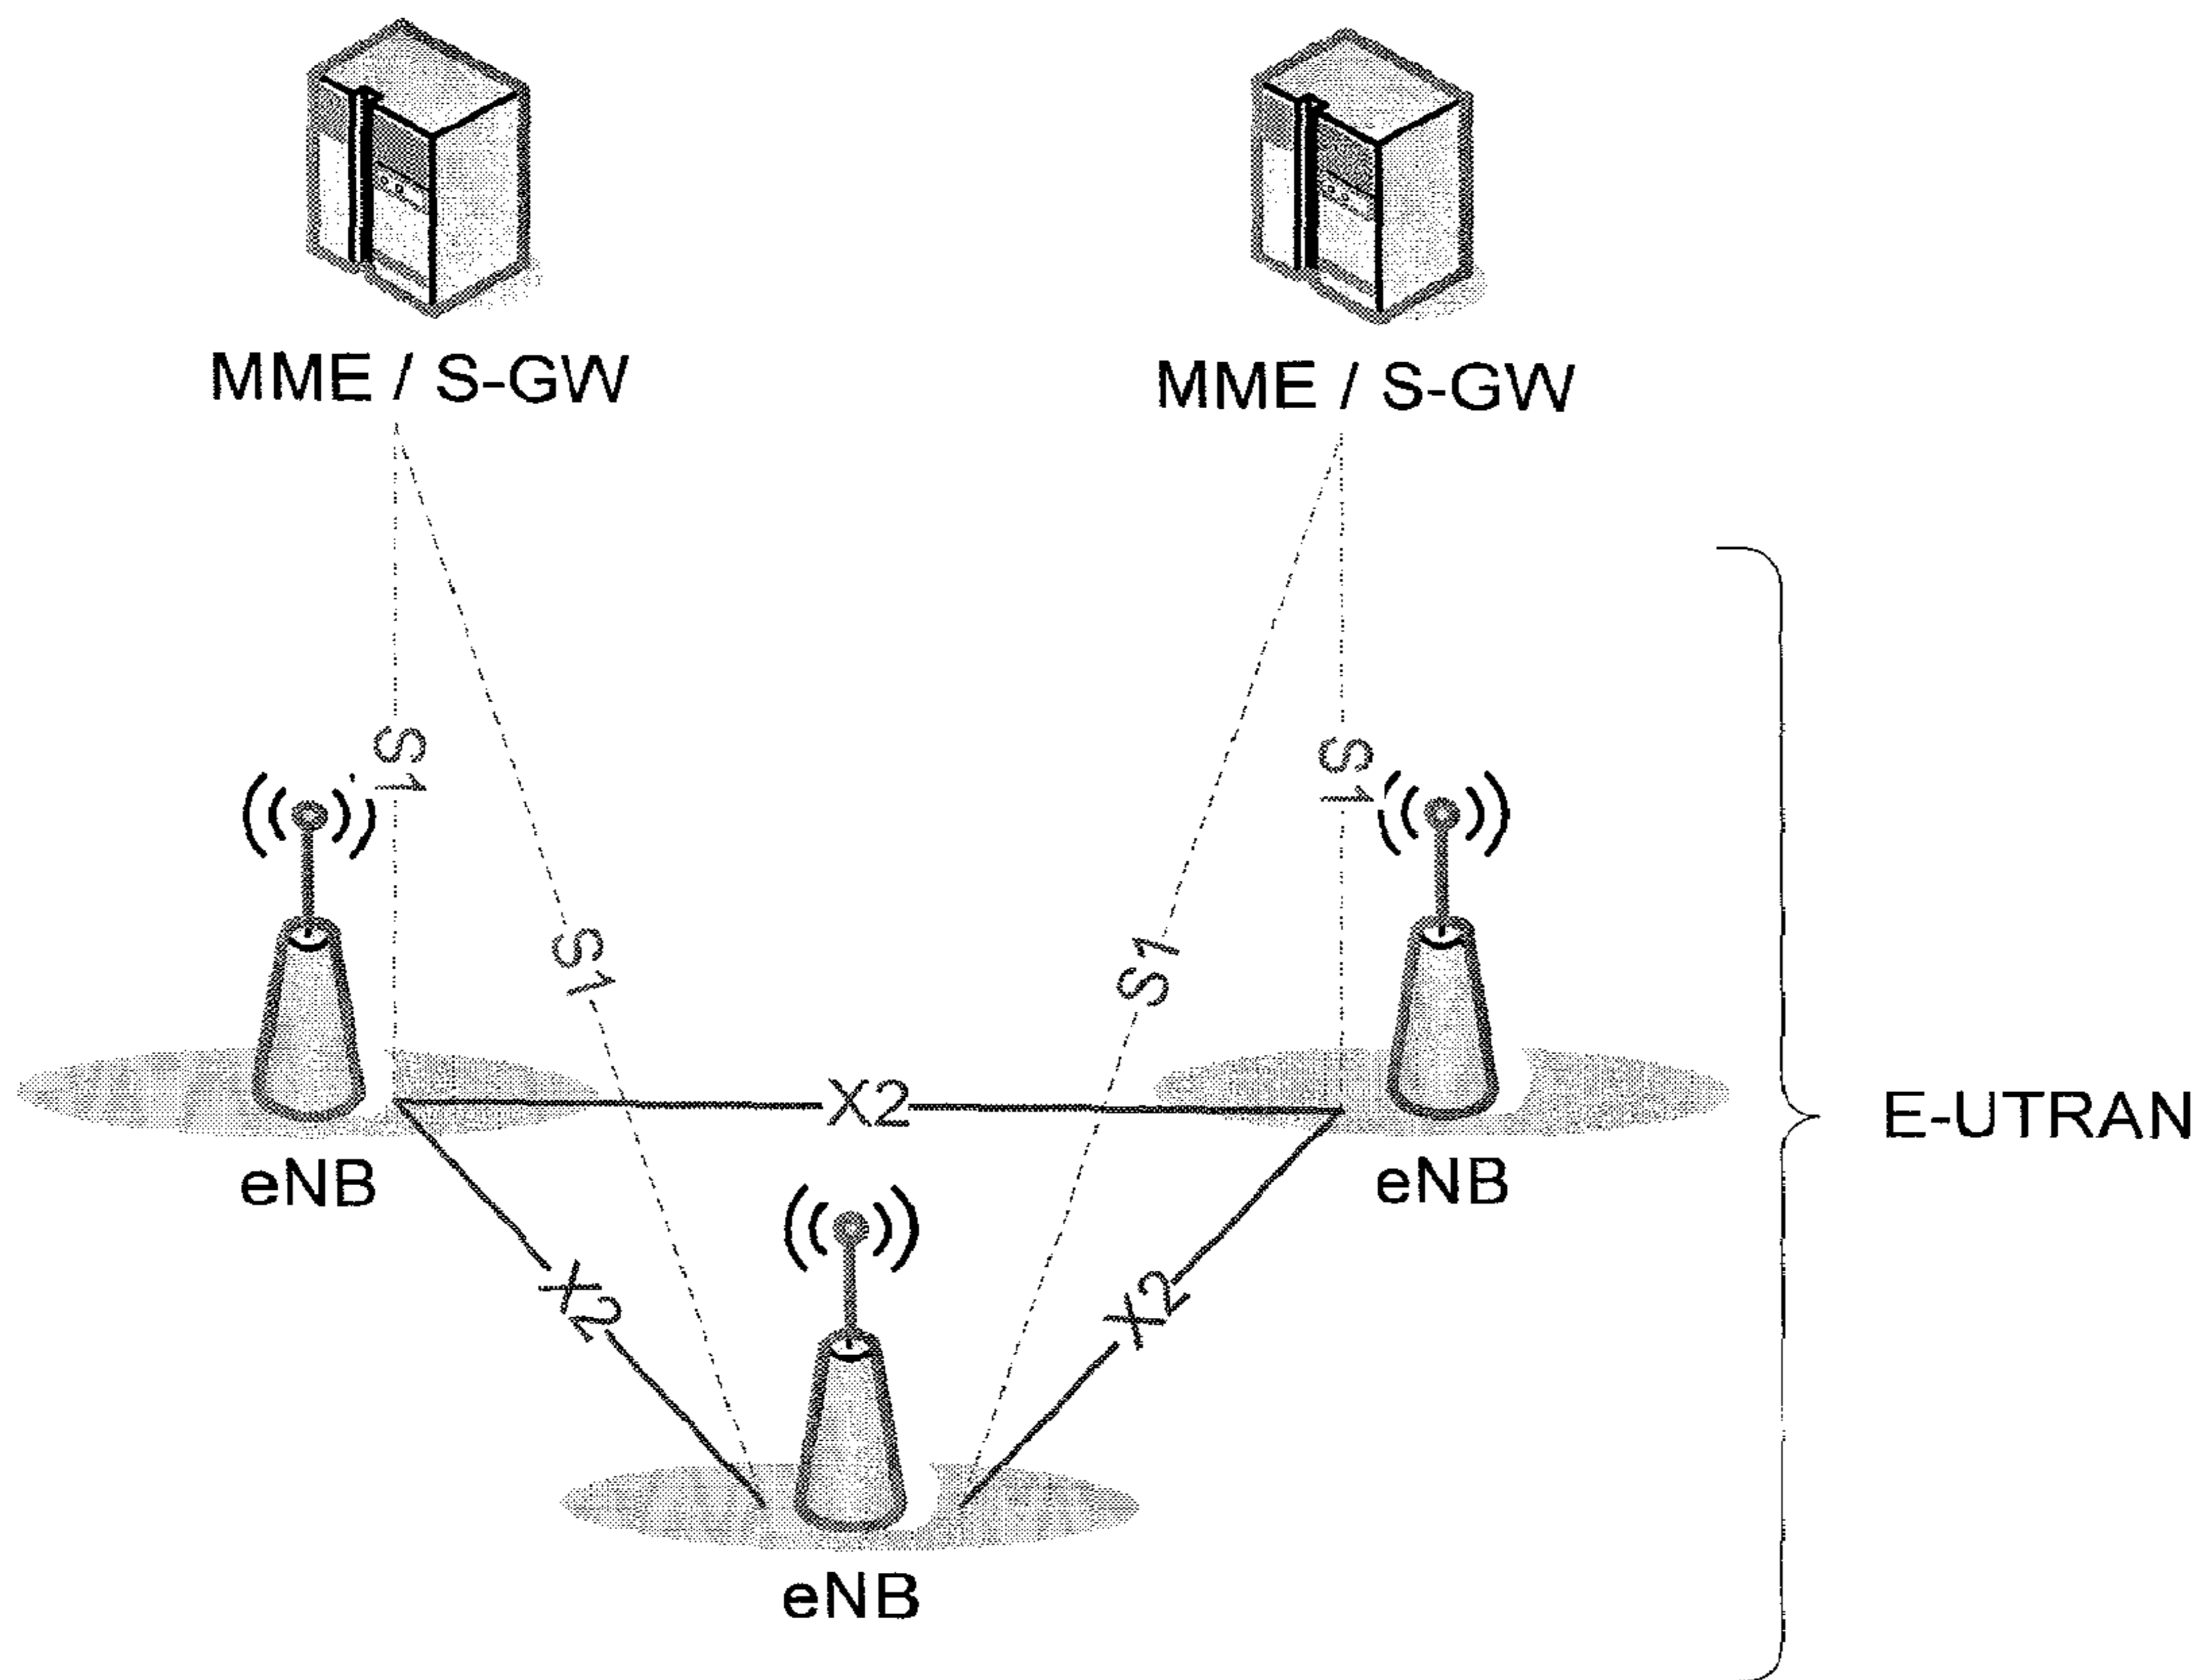 MME / S-GW
MME / S-GW
S1
S1
S1
S1
X2
E-UTRAN
eNB
eNB
X2
X2
eNB